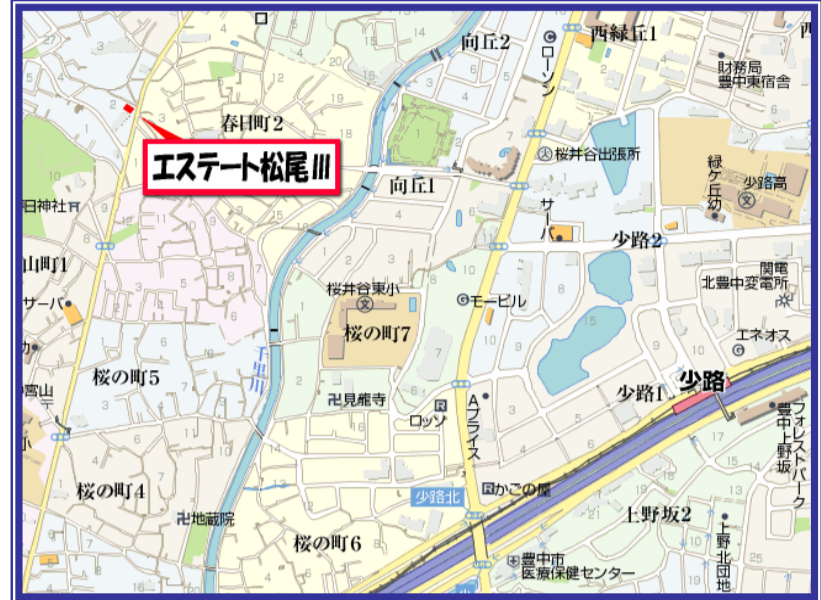 向丘2
ローソン
西緑丘1
財務局
豊中東宿舎
春日町2
エステート松尾Ⅲ
桜井谷出張所
緑ケ丘幼
少路高
向丘1
サーバ
少路2
日神社
山町1
サーバ
桜井谷東小
モービル
関電
北豊中変電所
桜の町7
エネオス
千里川
桜の町5
宮山
見龍寺
ロッゾ
Aプライス
少路1
少路
フォレストパーク
豊中上野坂
桜の町4
地蔵院
少路北
かごの屋
上野坂2
桜の町6
豊中市
医療保健センター
上野北団地